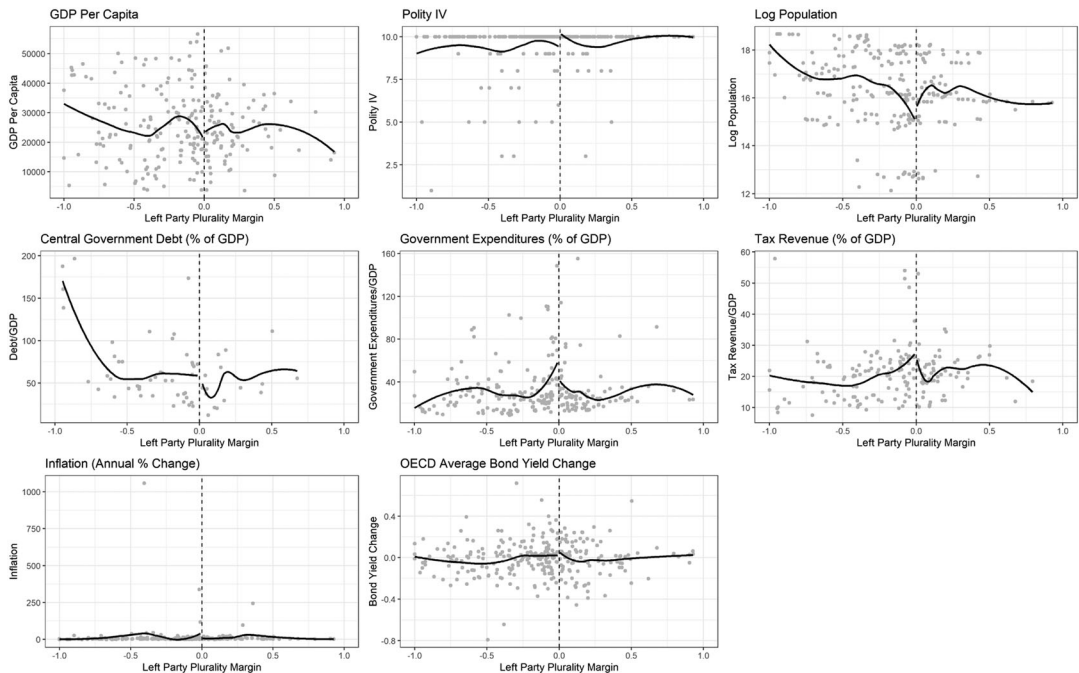 GDP Per Capita
GDP Per Capita
50000
40000
30000
20000
10000
-1.0 -0.5 0.0 0.5 1.0
Left Party Plurality Margin
Polity IV
Polity IV
10.0
7.5
5.0
2.5
-1.0 -0.5 0.0 0.5 1.0
Left Party Plurality Margin
Log Population
Log Population
18
16
14
12
-1.0 -0.5 0.0 0.5 1.0
Left Party Plurality Margin
Central Government Debt (% of GDP)
Debt/GDP
200
150
100
50
-1.0 -0.5 0.0 0.5 1.0
Left Party Plurality Margin
Government Expenditures (% of GDP)
Government Expenditures/GDP
160
120
80
40
-1.0 -0.5 0.0 0.5 1.0
Left Party Plurality Margin
Tax Revenue (% of GDP)
Tax Revenue/GDP
60
50
40
30
20
10
-1.0 -0.5 0.0 0.5 1.0
Left Party Plurality Margin
Inflation (Annual % Change)
Inflation
1000
750
500
250
0
-1.0 -0.5 0.0 0.5 1.0
Left Party Plurality Margin
OECD Average Bond Yield Change
Bond Yield Change
0.4
0.0
-0.4
-0.8
-1.0 -0.5 0.0 0.5 1.0
Left Party Plurality Margin